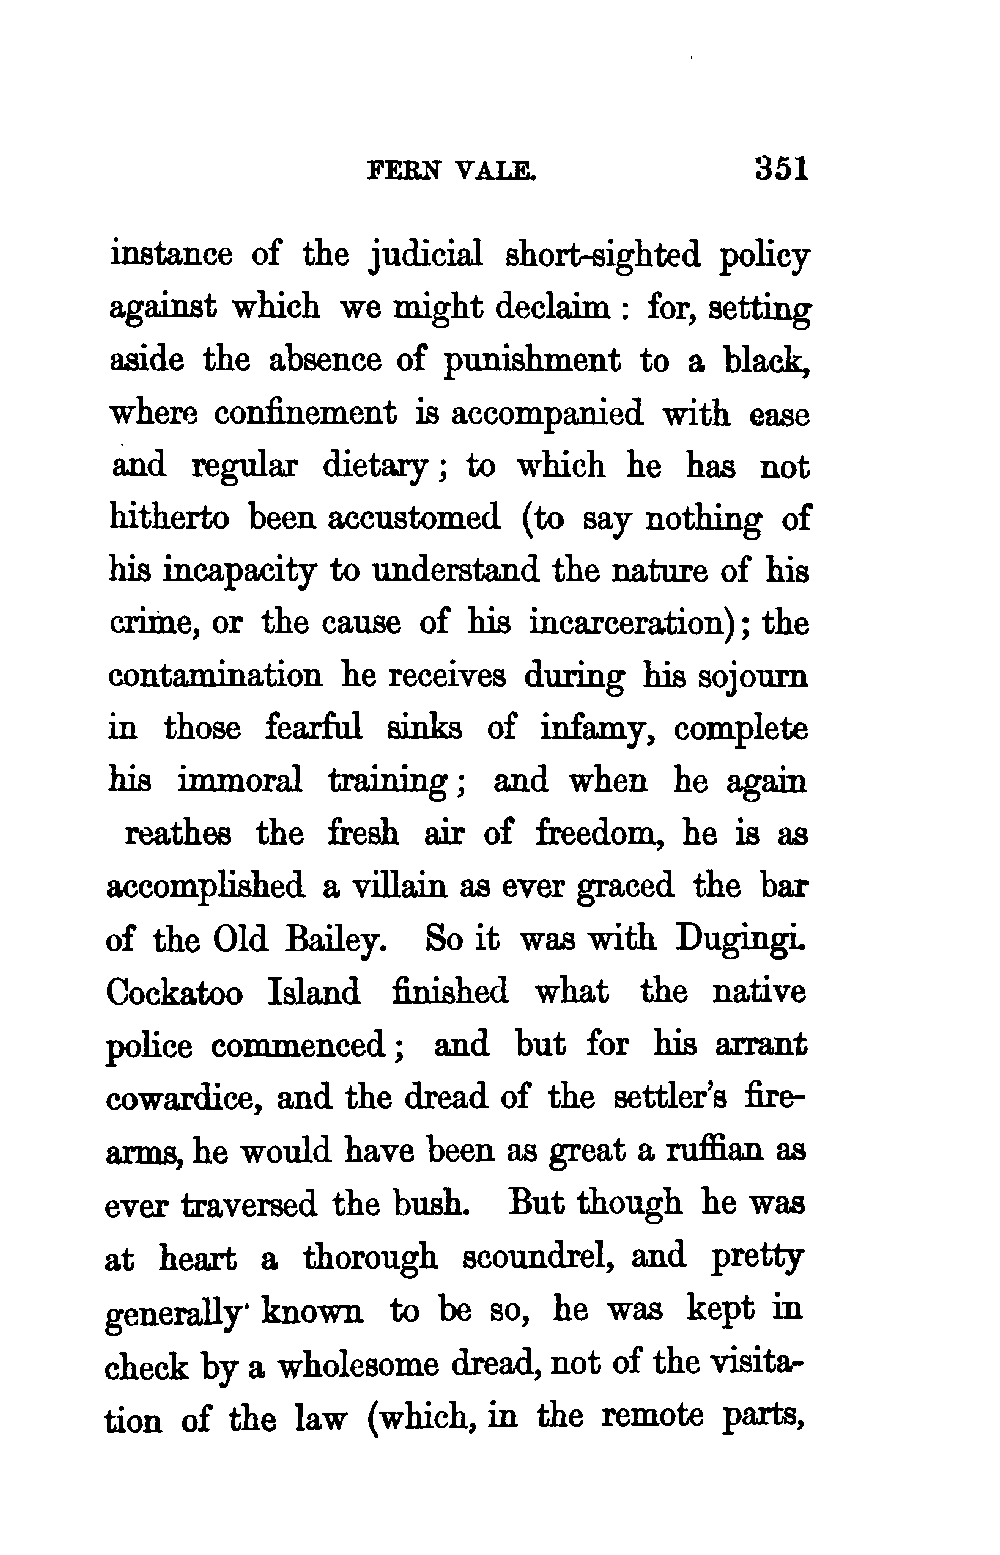 FERN VALE. 351
instance of the judicial short-sighted policy
against which we might declaim : for, setting
aside the absence of punishment to a black,
where confinement is accompanied with ease
and regular dietary ; to which he has not
hitherto been accustomed (to say nothing of
his incapacity to understand the nature of his
crime, or the cause of his incarceration) ; the
contamination he receives during his sojourn
in those fearful sinks of infamy, complete
his immoral training ; and when he again
reathes the fresh air of freedom, he is as
accomplished a villain as ever graced the bar
of the Old Bailey. So it was with Dugingi.
Cockatoo Island finished what the native
police commenced ; and but for his arrant
cowardice, and the dread of the settler's fire-
arms, he would have been as great a ruffian as
ever traversed the bush. But though he was
at heart a thorough scoundrel, and pretty
generally known to be so, he was kept in
check by a wholesome dread, not of the visita-
tion of the law (which, in the remote parts,